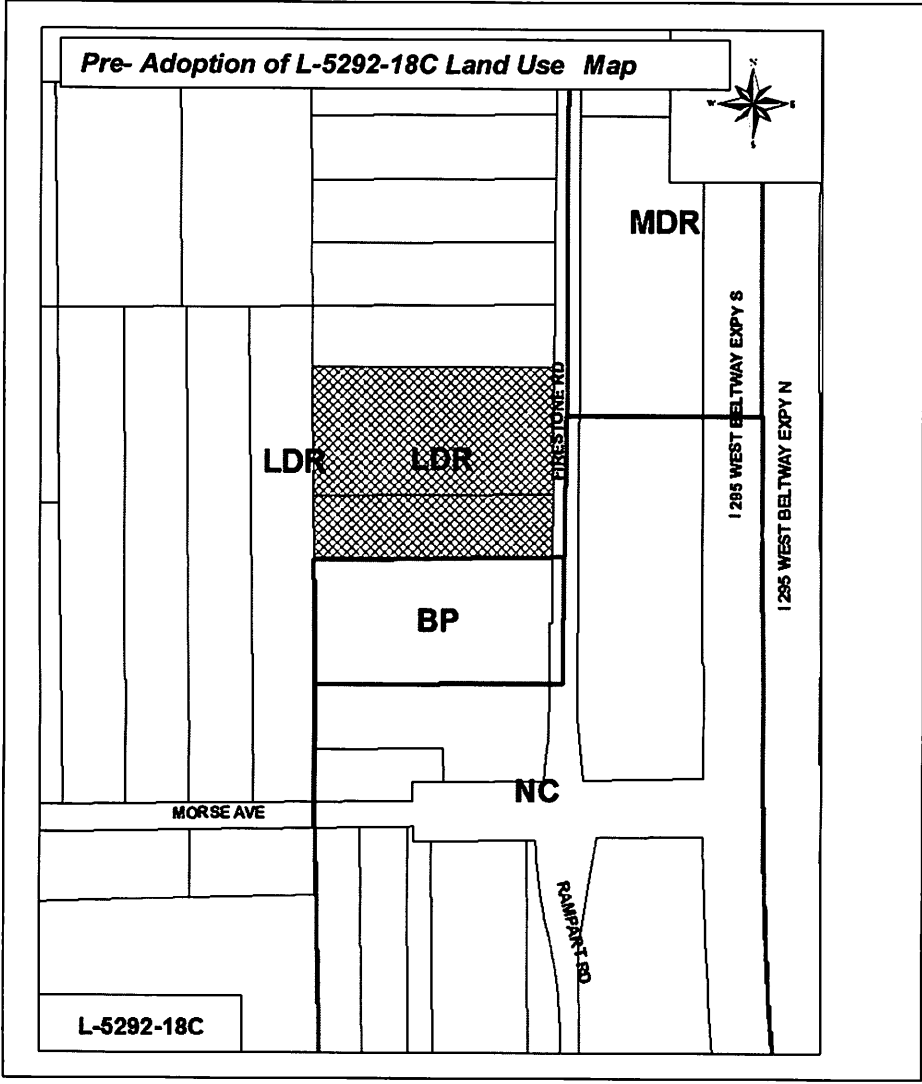 Pre- Adoption of L-5292-18C Land Use Map
N
W
E
S
MDR
I 295 WEST BELTWAY EXPY S
I 295 WEST BELTWAY EXPY N
FIRESTONE RD
LDR
LDR
BP
NC
MORSE AVE
RAMPART RD
L-5292-18C